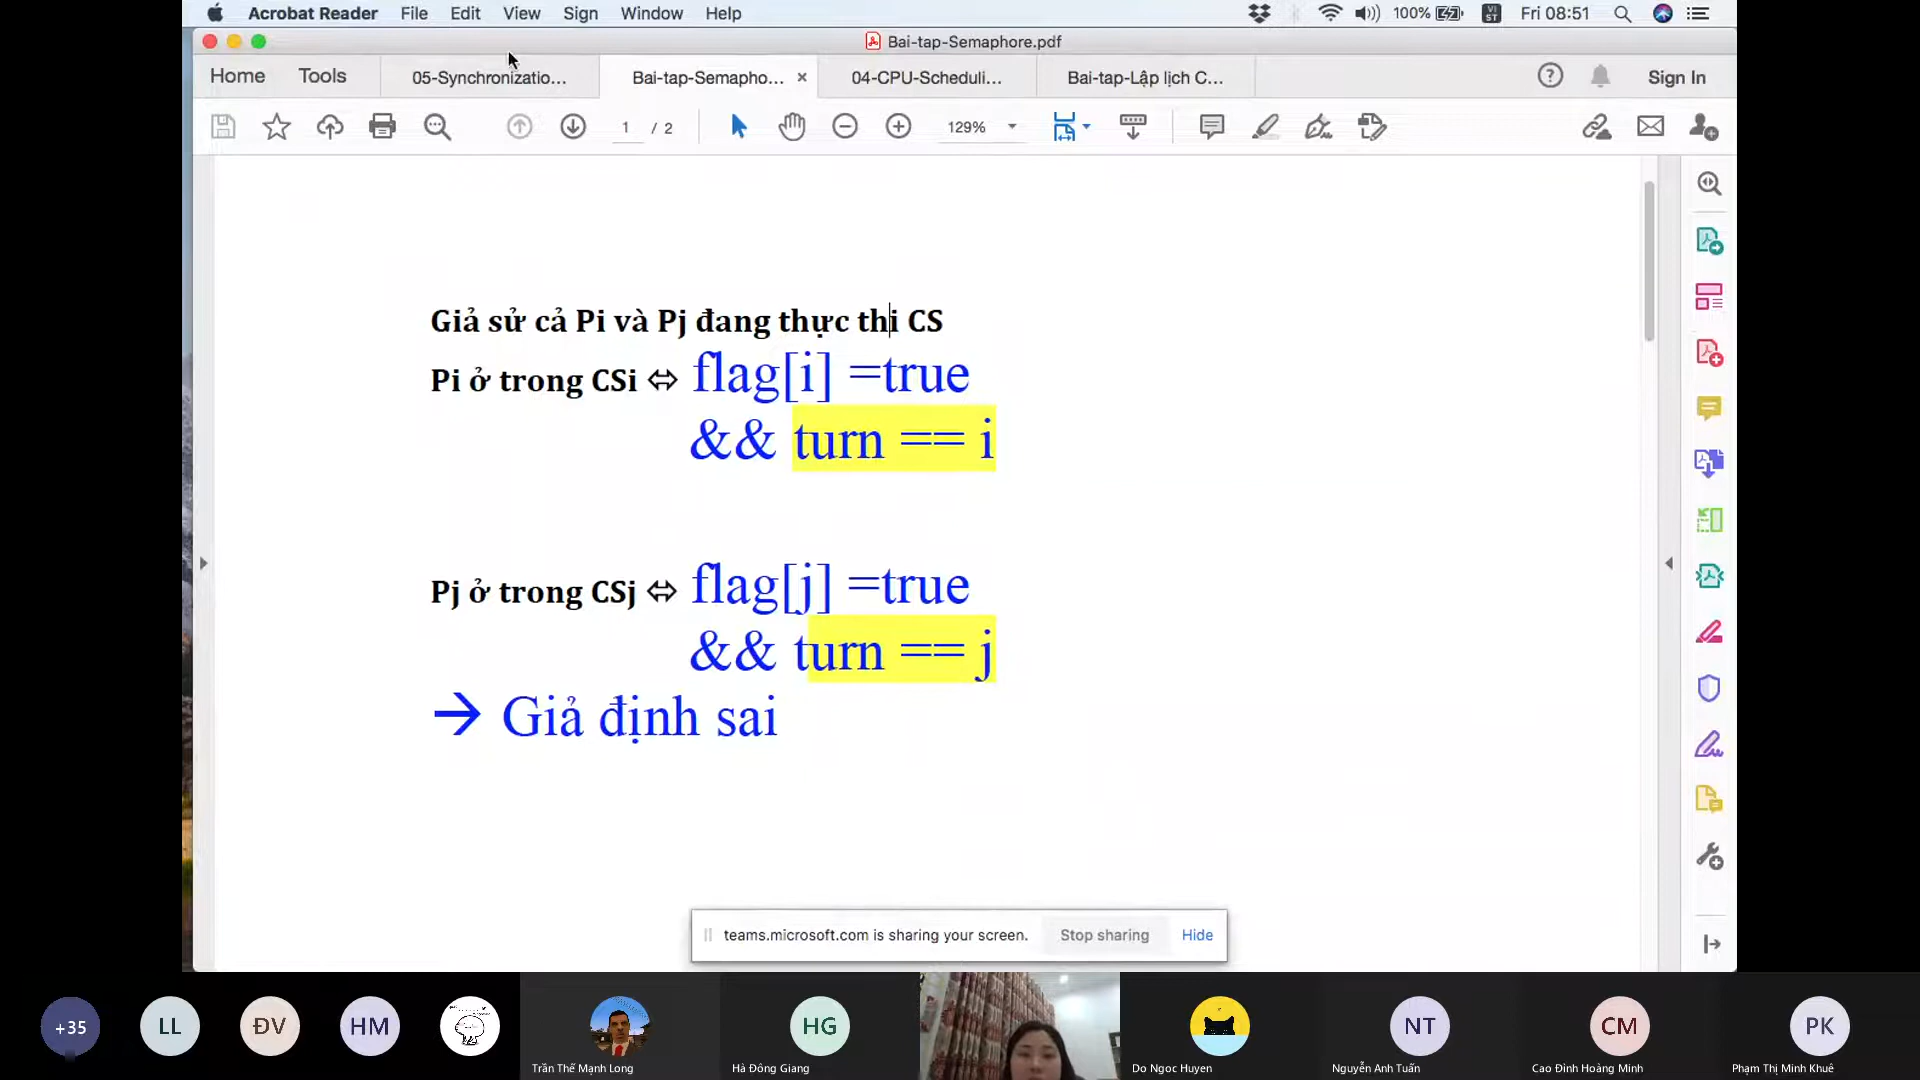 Acrobat Reader File Edit View Sign Window Help 100% VI ST Fri 08:51
Bai-tap-Semaphore.pdf
Home Tools 05-Synchronizatio... Bai-tap-Semapho... × 04-CPU-Scheduli... Bai-tap-Lập lịch C... Sign In
1 / 2 129%
Giả sử cả Pi và Pj đang thực thi CS
Pi ở trong CSi ⬄ flag[i] =true
&& turn == i
Pj ở trong CSj ⬄ flag[j] =true
&& turn == j
→ Giả định sai
teams.microsoft.com is sharing your screen. Stop sharing Hide
+35 LL ĐV HM HG NT CM PK
Trần Thế Mạnh Long Hà Đông Giang Do Ngoc Huyen Nguyễn Anh Tuấn Cao Đình Hoàng Minh Phạm Thị Minh Khuê